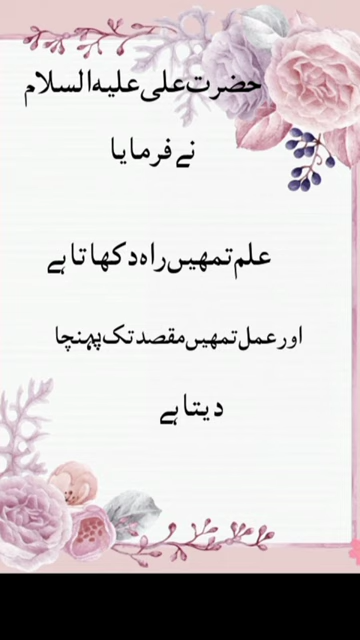 حضرت علی علیہ السلام
نے فرمایا
علم تمھیں راہ دکھاتا ہے
اور عمل تمھیں مقصد تک پہنچا
دیتا ہے